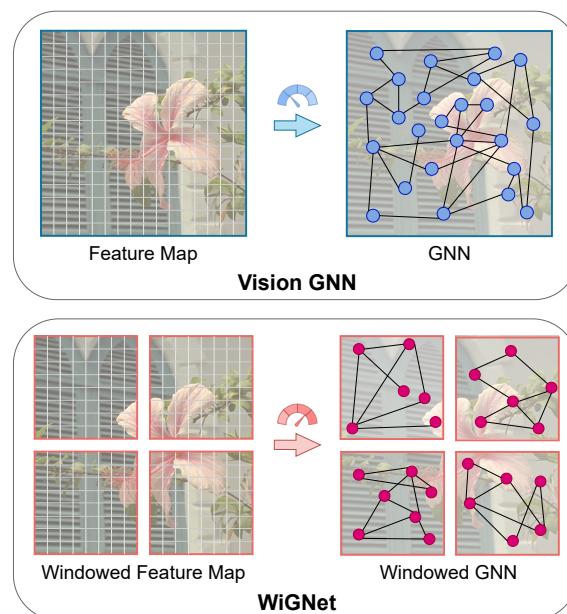 Feature Map
GNN
Vision GNN
Windowed Feature Map
Windowed GNN
WiGNet